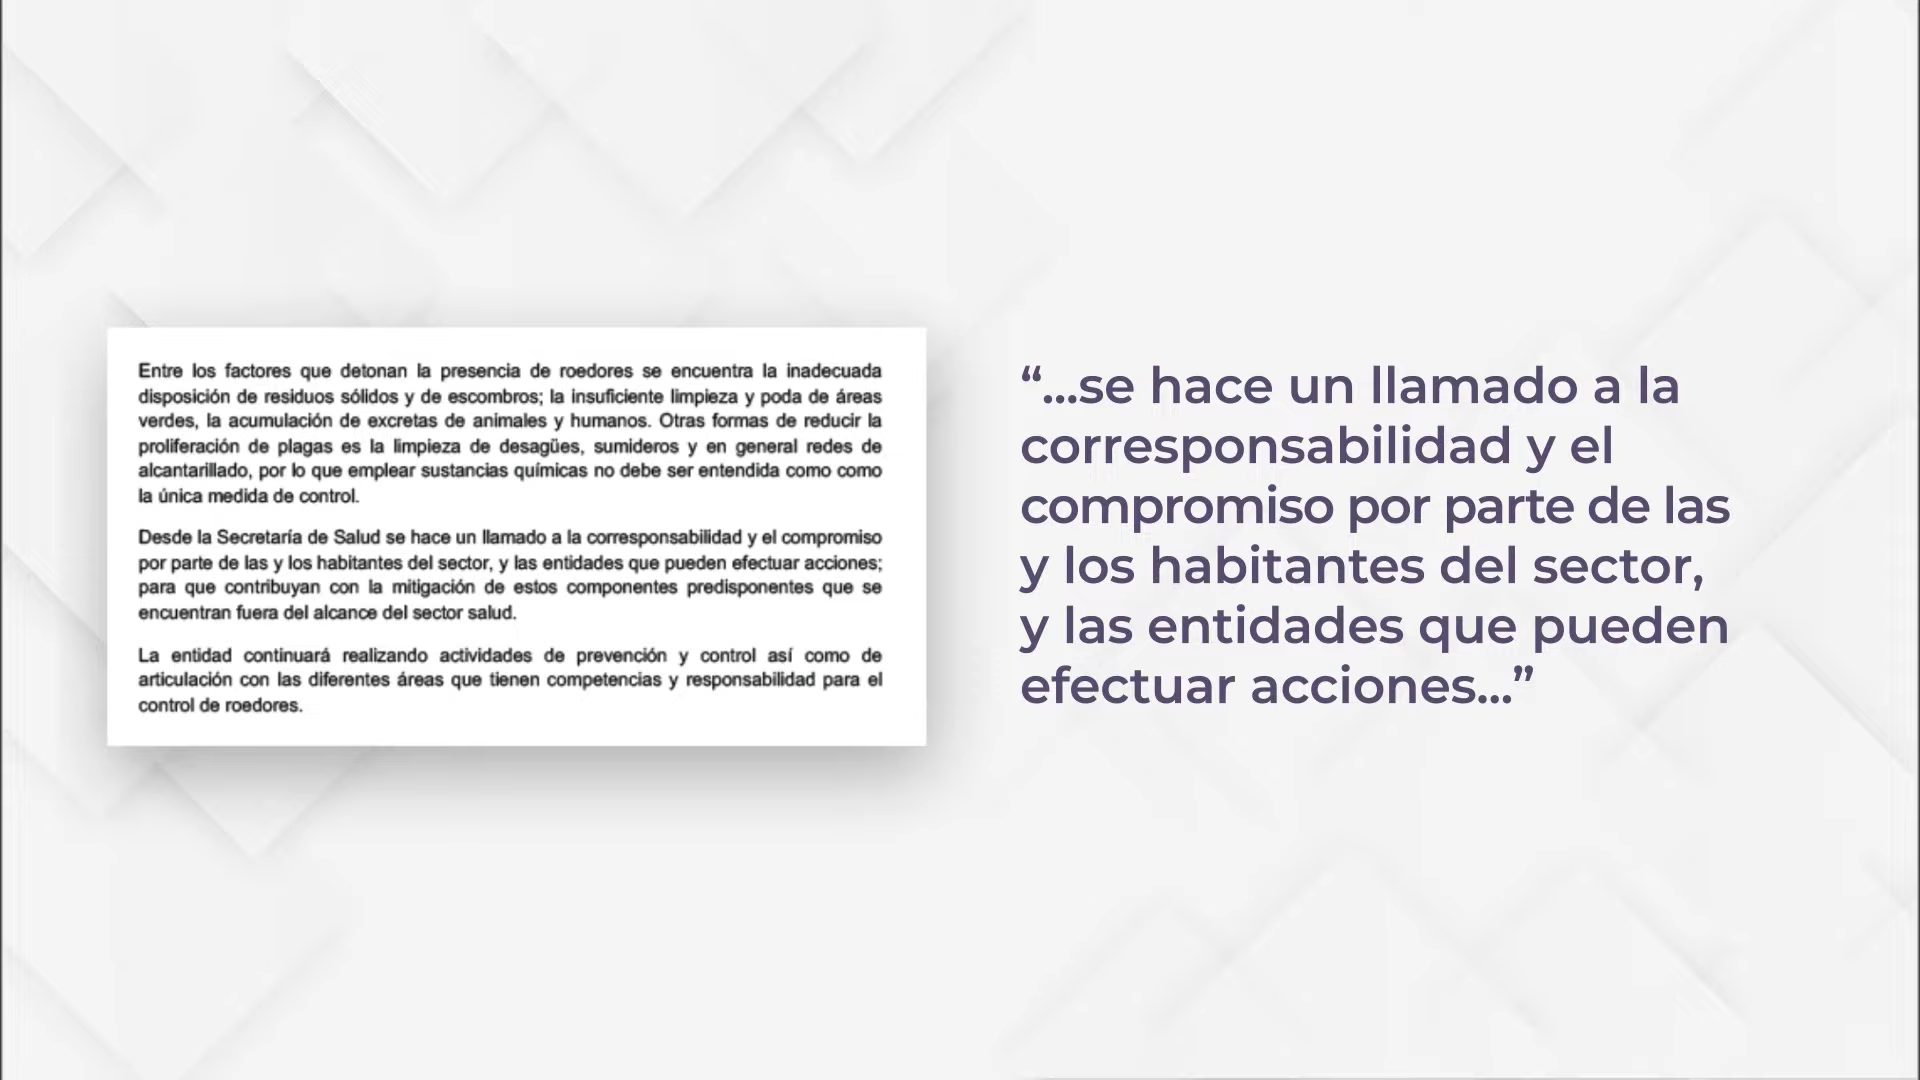 Entre los factores que detonan la presencia de roedores se encuentra la inadecuada
disposición de residuos sólidos y de escombros; la insuficiente limpieza y poda de áreas
verdes, la acumulación de excretas de animales y humanos. Otras formas de reducir la
proliferación de plagas es la limpieza de desagües, sumideros y en general redes de
alcantarillado, por lo que emplear sustancias químicas no debe ser entendida como como
la única medida de control.
Desde la Secretaría de Salud se hace un llamado a la corresponsabilidad y el compromiso
por parte de las y los habitantes del sector, y las entidades que pueden efectuar acciones;
para que contribuyan con la mitigación de estos componentes predisponentes que se
encuentran fuera del alcance del sector salud.
La entidad continuará realizando actividades de prevención y control así como de
articulación con las diferentes áreas que tienen competencias y responsabilidad para el
control de roedores.
“...se hace un llamado a la
corresponsabilidad y el
compromiso por parte de las
y los habitantes del sector,
y las entidades que pueden
efectuar acciones...”